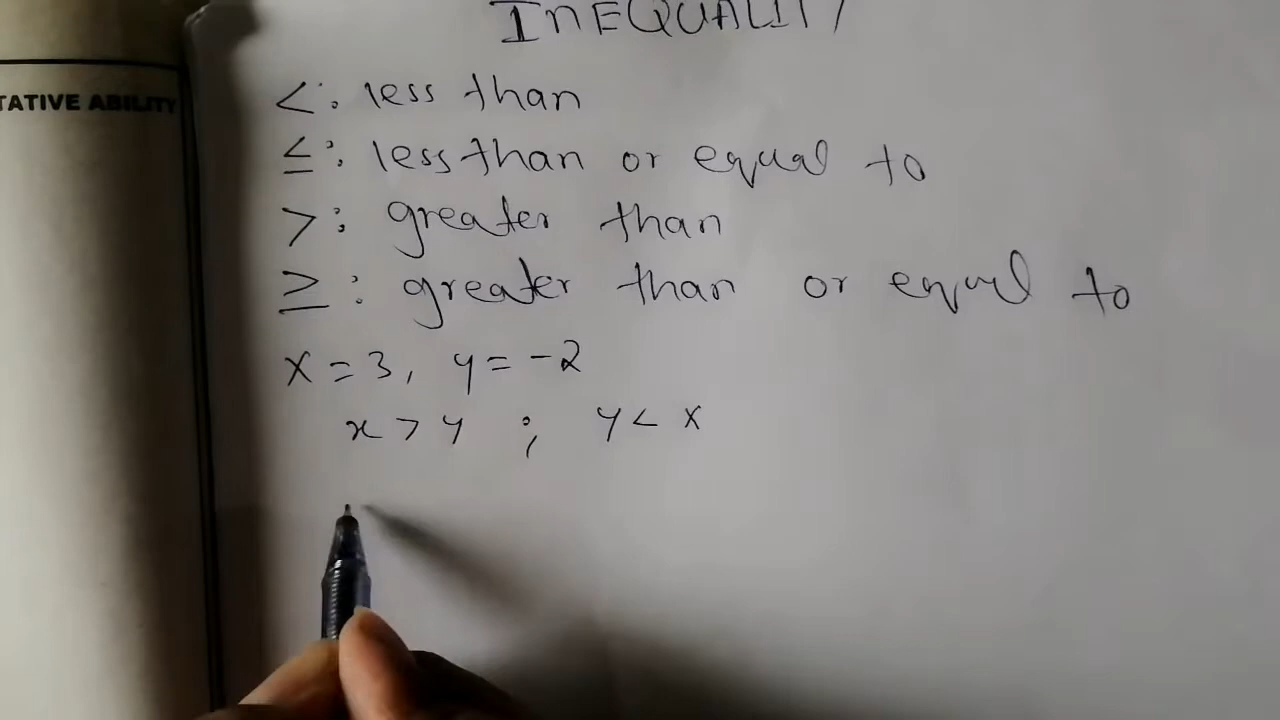 INEQUALITY
TATIVE ABILITY
<: less than
≤: less than or equal to
>: greater than
≥: greater than or equal to
x = 3, y = -2
x > y ; y < x